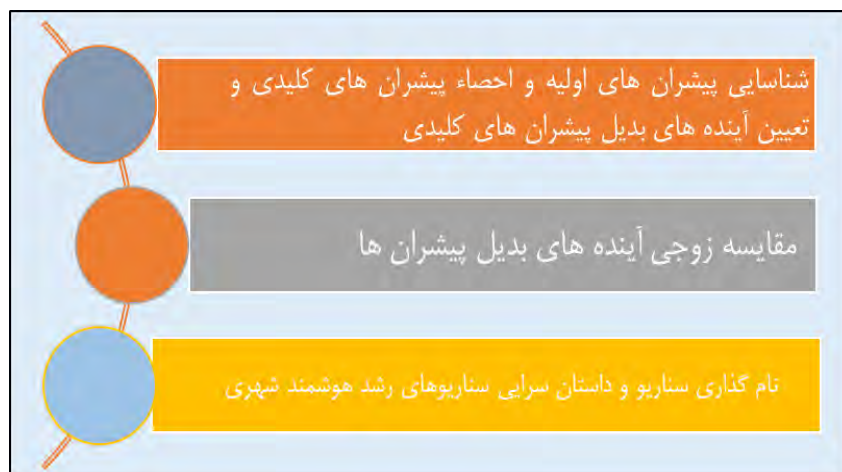 شناسایی پیشران های اولیه و احصاء پیشران های کلیدی و
تعیین آینده های بدیل پیشران های کلیدی
مقایسه زوجی آینده های بدیل پیشران ها
نام گذاری سناریو و داستان سرایی سناریوهای رشد هوشمند شهری